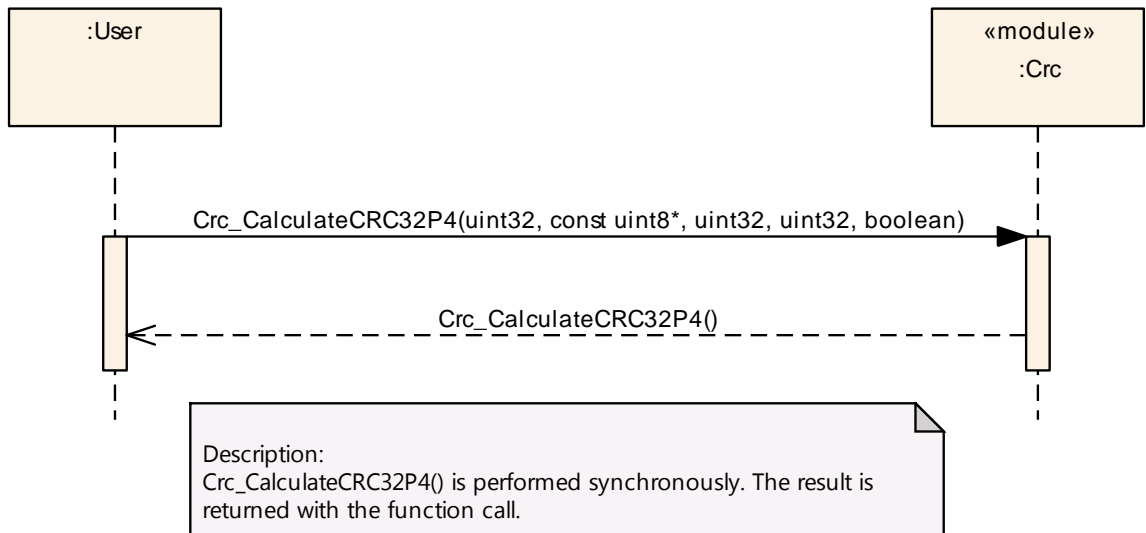 :User
«module»
:Crc
Crc_CalculateCRC32P4(uint32, const uint8*, uint32, uint32, boolean)
Crc_CalculateCRC32P4()
Description:
Crc_CalculateCRC32P4() is performed synchronously. The result is
returned with the function call.